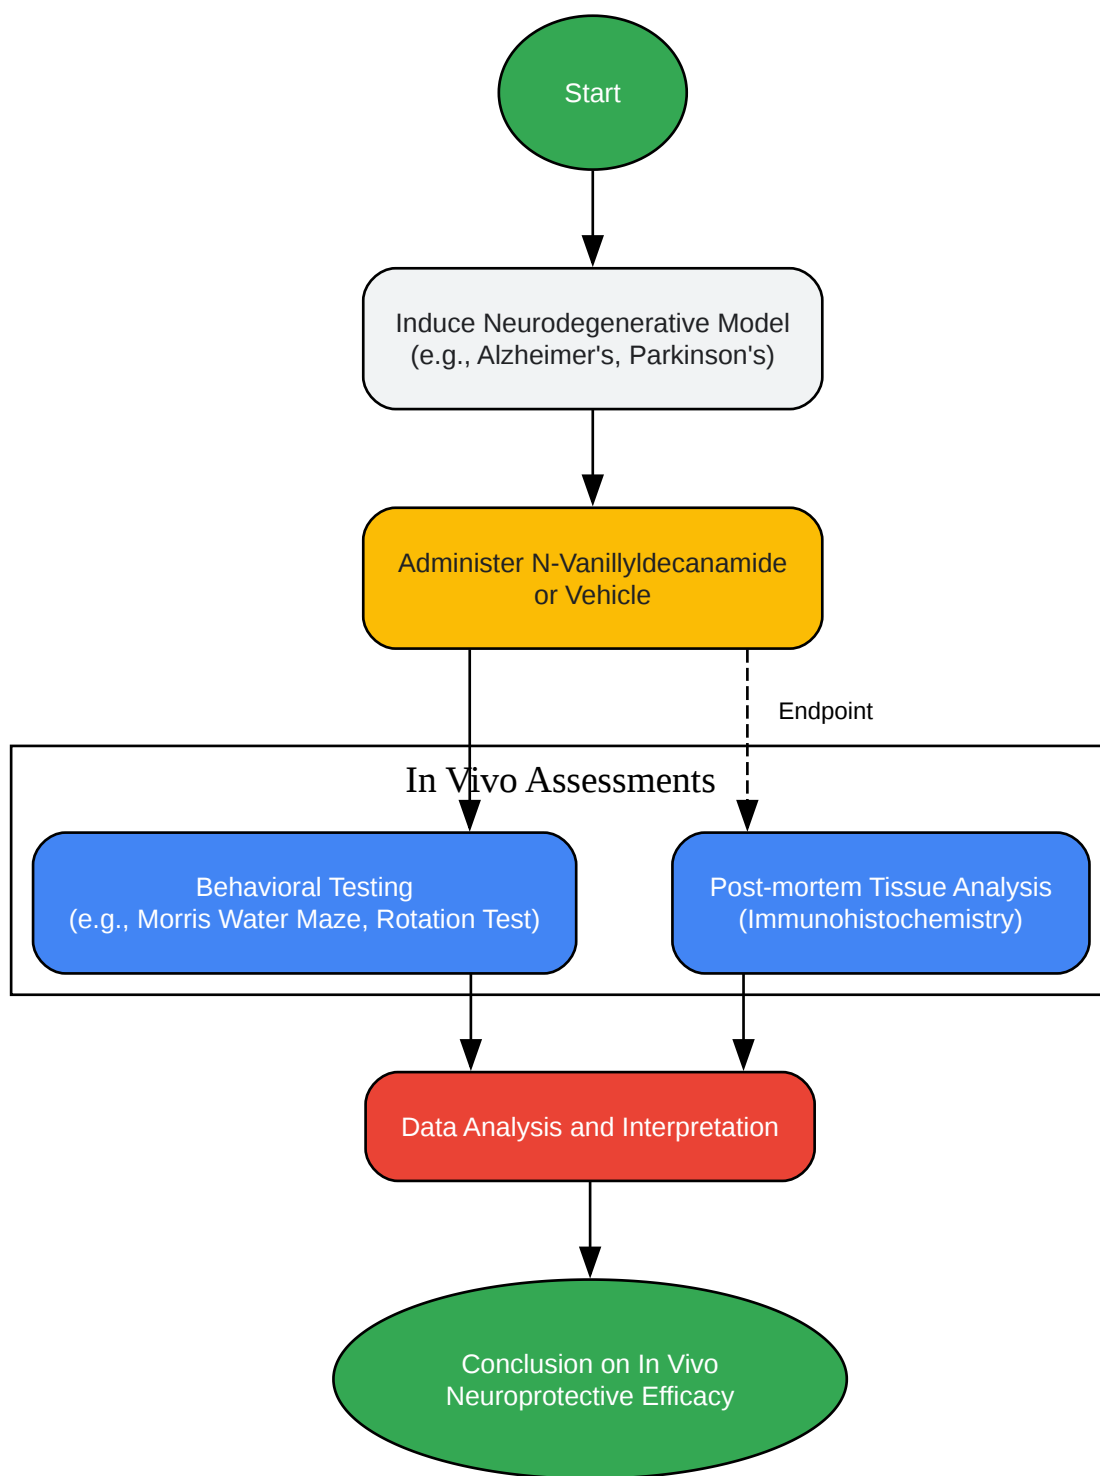 Start
Induce Neurodegenerative Model
(e.g., Alzheimer's, Parkinson's)
Administer N-Vanillyldecanamide
or Vehicle
Endpoint
In Vivo Assessments
Behavioral Testing
(e.g., Morris Water Maze, Rotation Test)
Post-mortem Tissue Analysis
(Immunohistochemistry)
Data Analysis and Interpretation
Conclusion on In Vivo
Neuroprotective Efficacy